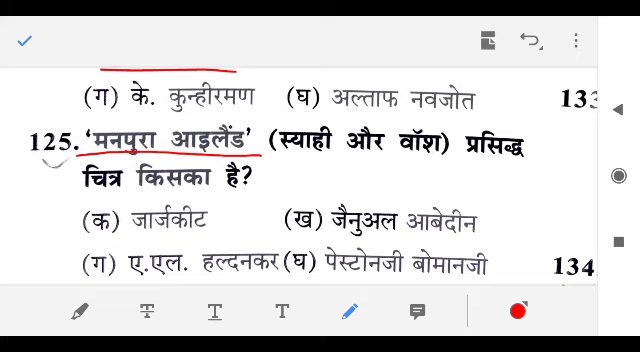 (ग) के. कुन्हीरमण (घ) अल्ताफ नवजोत 133
125. ‘मनपुरा आइलैंड’ (स्याही और वॉश) प्रसिद्ध
चित्र किसका है?
(क) जार्जकीट (ख) जैनुअल आबेदीन
(ग) ए.एल. हल्दनकर (घ) पेस्टोनजी बोमानजी 134